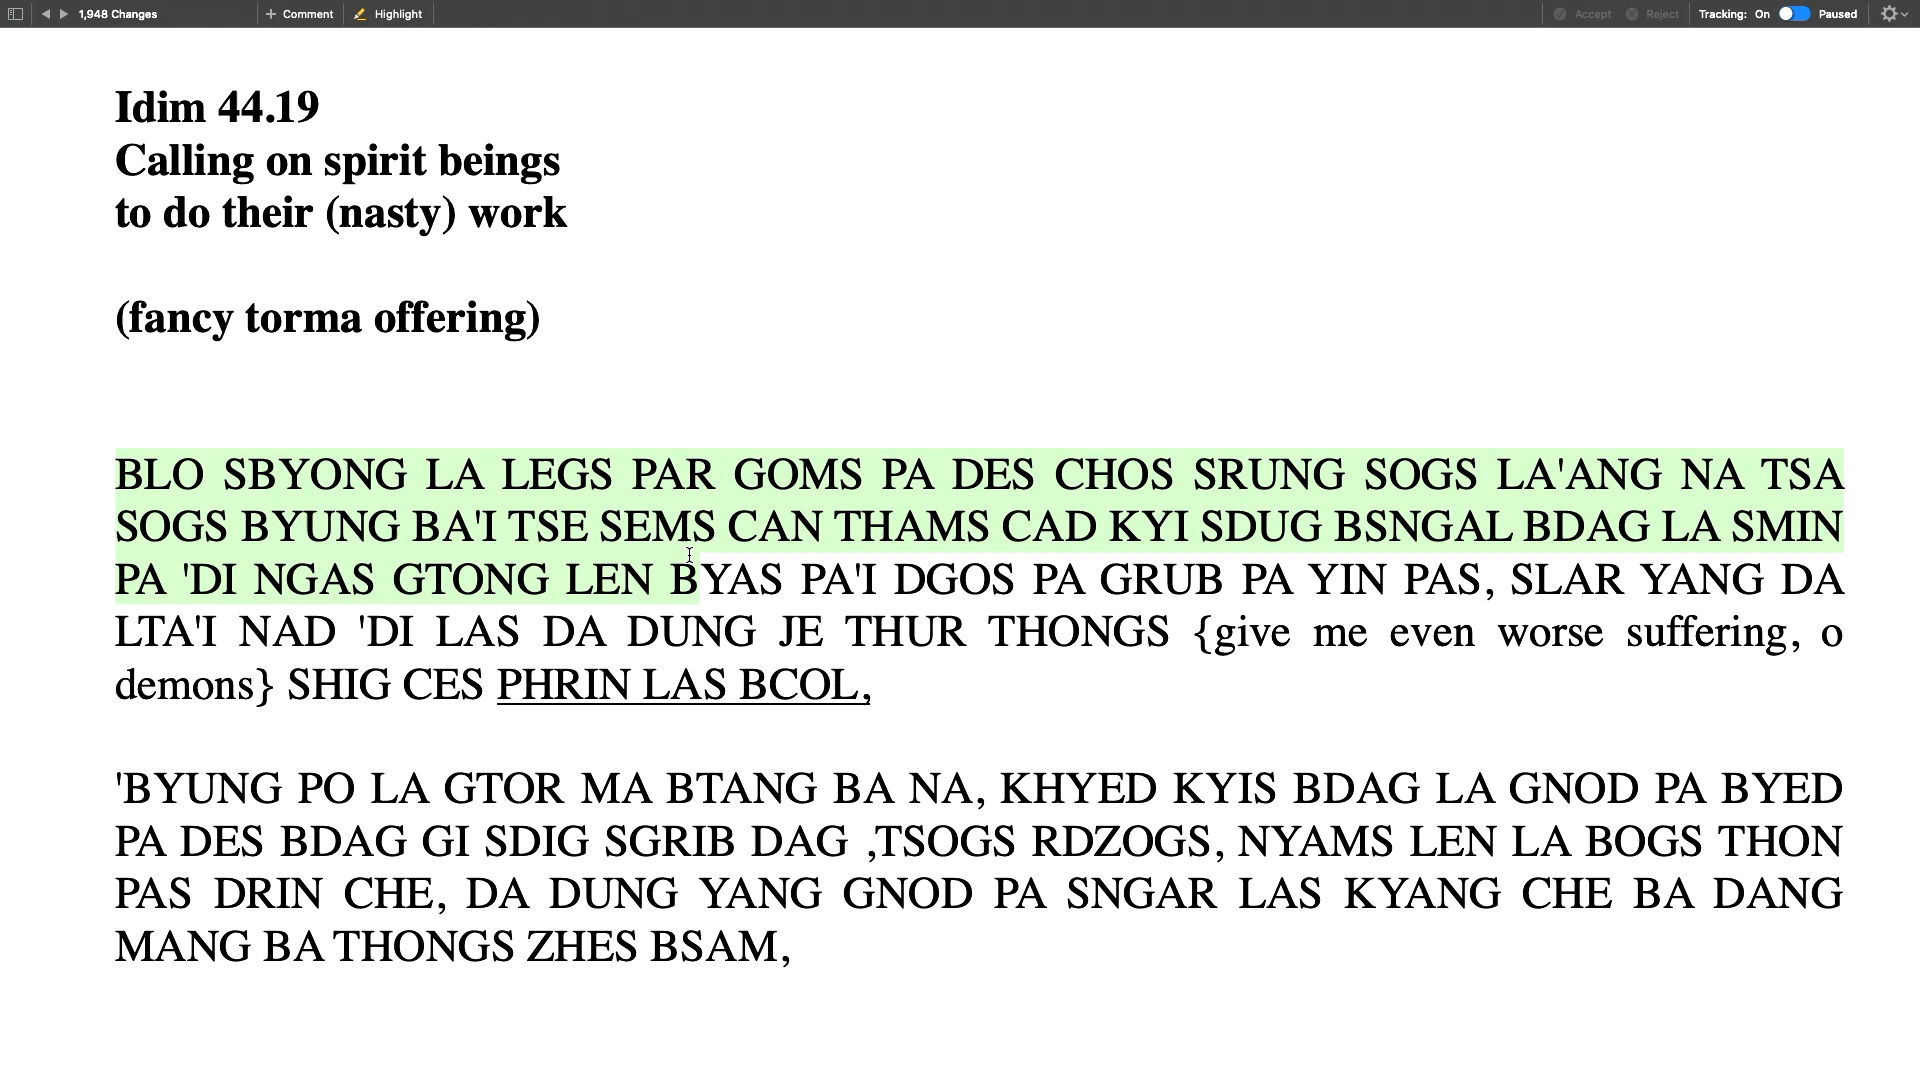 1,948 Changes
Comment
Highlight
Accept
Reject
Tracking: On
Paused
Idim 44.19
Calling on spirit beings
to do their (nasty) work
(fancy torma offering)
BLO SBYONG LA LEGS PAR GOMS PA DES CHOS SRUNG SOGS LA'ANG NA TSA
SOGS BYUNG BA'I TSE SEMS CAN THAMS CAD KYI SDUG BSNGAL BDAG LA SMIN
PA 'DI NGAS GTONG LEN BYAS PA'I DGOS PA GRUB PA YIN PAS, SLAR YANG DA
LTA'I NAD 'DI LAS DA DUNG JE THUR THONGS {give me even worse suffering, o
demons} SHIG CES PHRIN LAS BCOL,
'BYUNG PO LA GTOR MA BTANG BA NA, KHYED KYIS BDAG LA GNOD PA BYED
PA DES BDAG GI SDIG SGRIB DAG ,TSOGS RDZOGS, NYAMS LEN LA BOGS THON
PAS DRIN CHE, DA DUNG YANG GNOD PA SNGAR LAS KYANG CHE BA DANG
MANG BA THONGS ZHES BSAM,